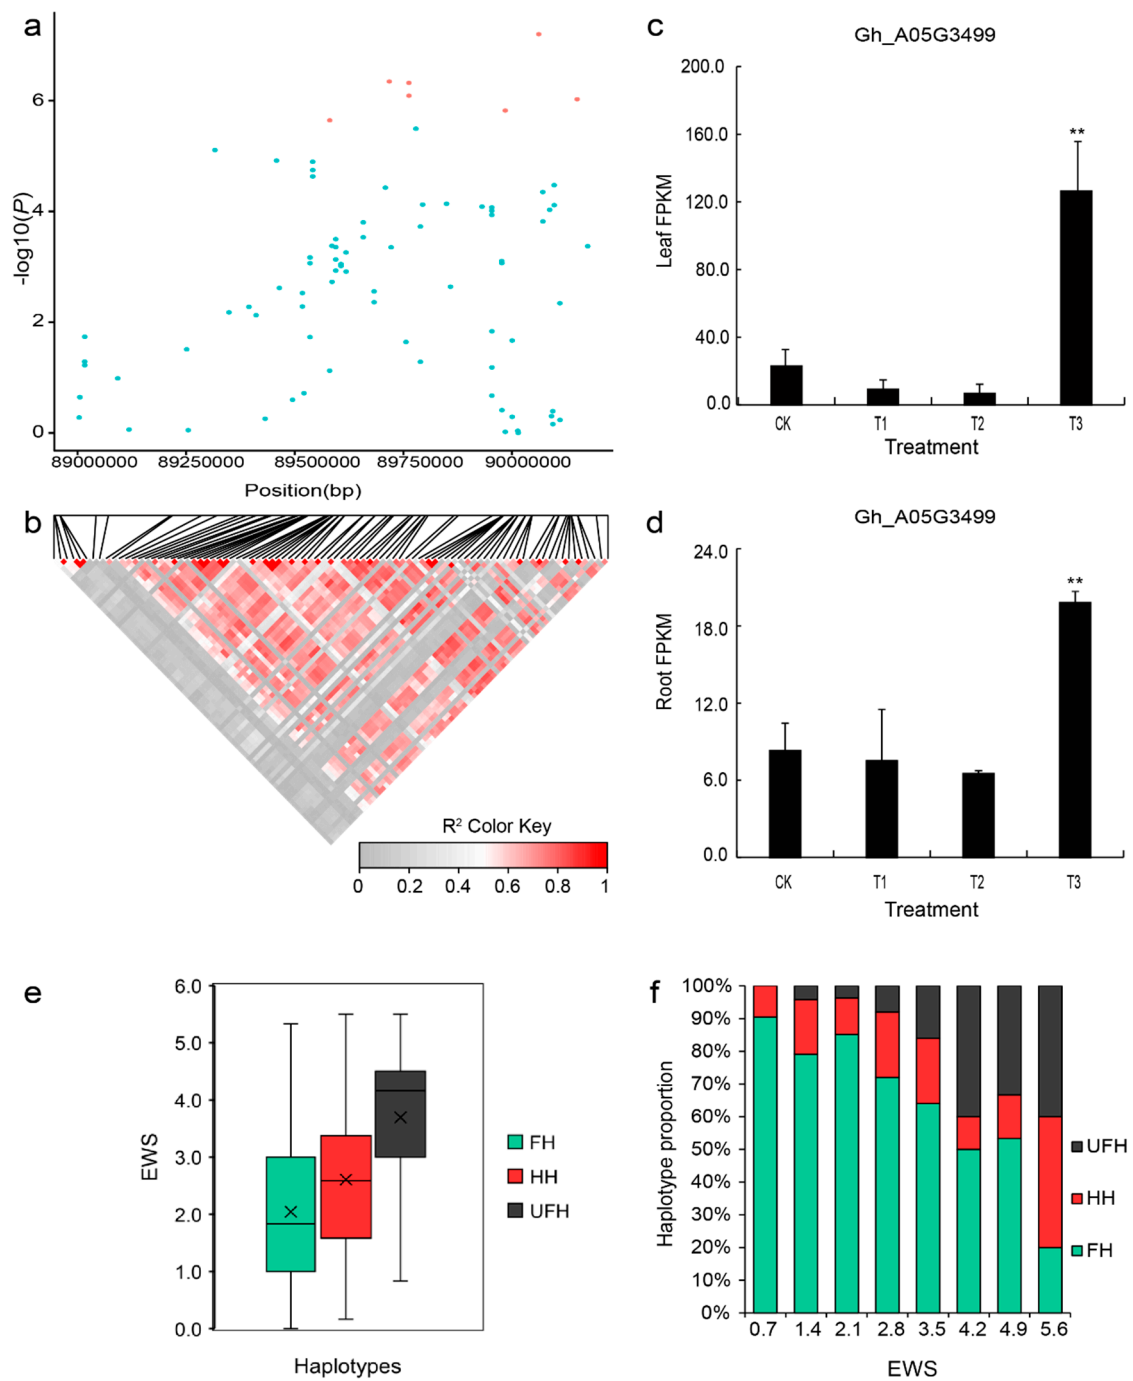 a
-log10(P)
6
4
2
0
89000000 89250000 89500000 89750000 90000000
Position(bp)
b
R² Color Key
0 0.2 0.4 0.6 0.8 1
c
Gh_A05G3499
Leaf FPKM
200.0
160.0
120.0
80.0
40.0
0.0
**
CK T1 T2 T3
Treatment
d
Gh_A05G3499
Root FPKM
24.0
18.0
12.0
6.0
0.0
**
CK T1 T2 T3
Treatment
e
EWS
6.0
5.0
4.0
3.0
2.0
1.0
0.0
FH
HH
UFH
Haplotypes
f
Haplotype proportion
100%
90%
80%
70%
60%
50%
40%
30%
20%
10%
0%
0.7 1.4 2.1 2.8 3.5 4.2 4.9 5.6
EWS
UFH
HH
FH